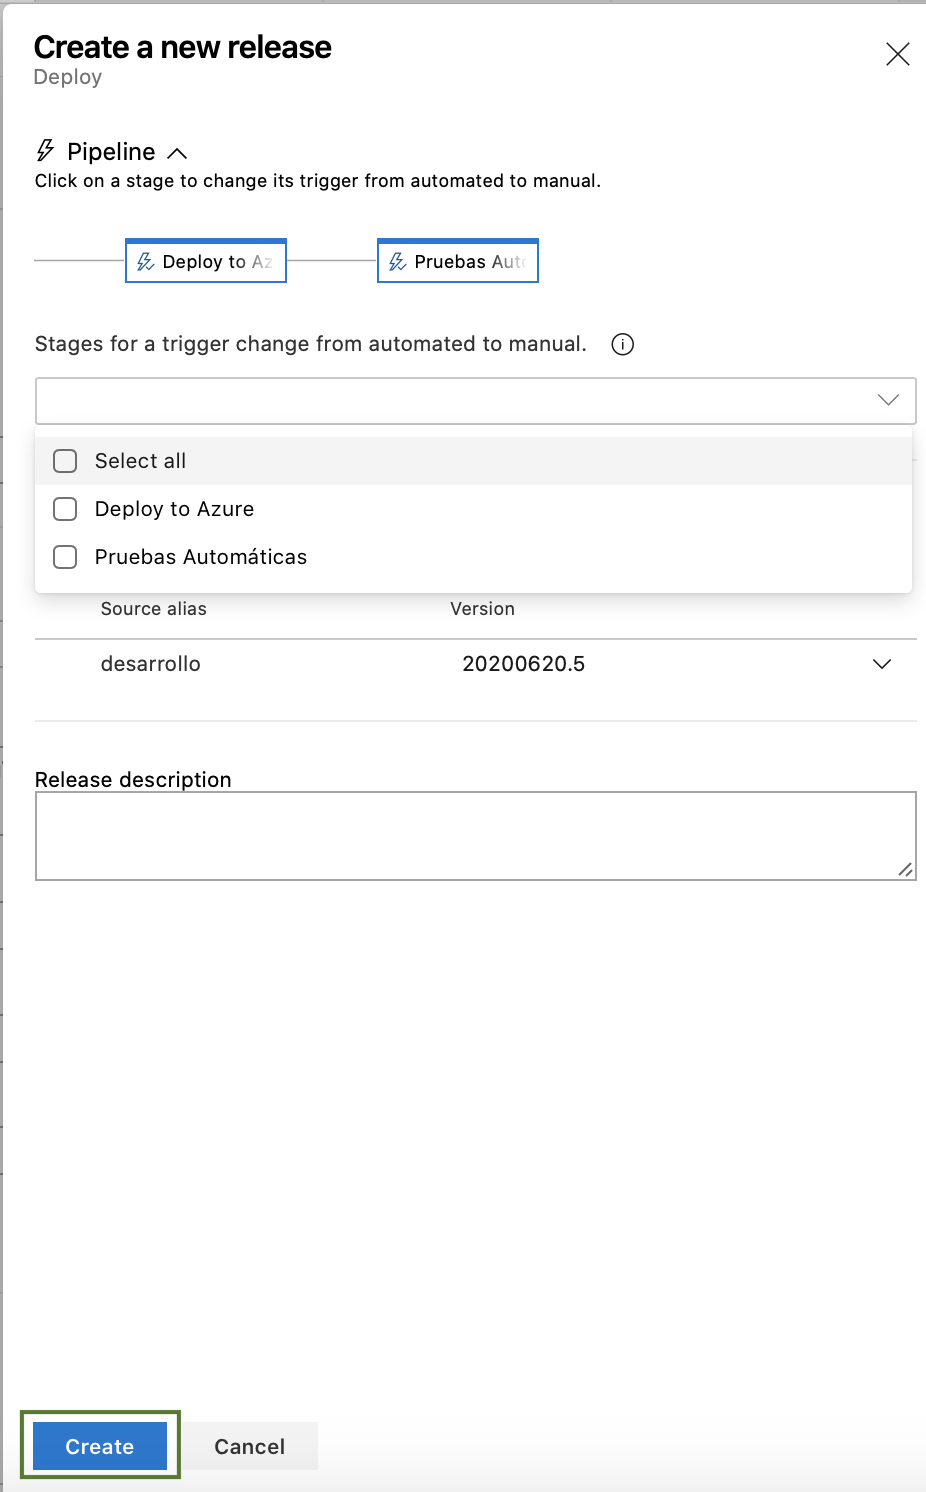 Create a new release
Deploy
Pipeline
Click on a stage to change its trigger from automated to manual.
Deploy to Az
Pruebas Aut
Stages for a trigger change from automated to manual.
Select all
Deploy to Azure
Pruebas Automáticas
Source alias Version
desarrollo 20200620.5
Release description
Create Cancel